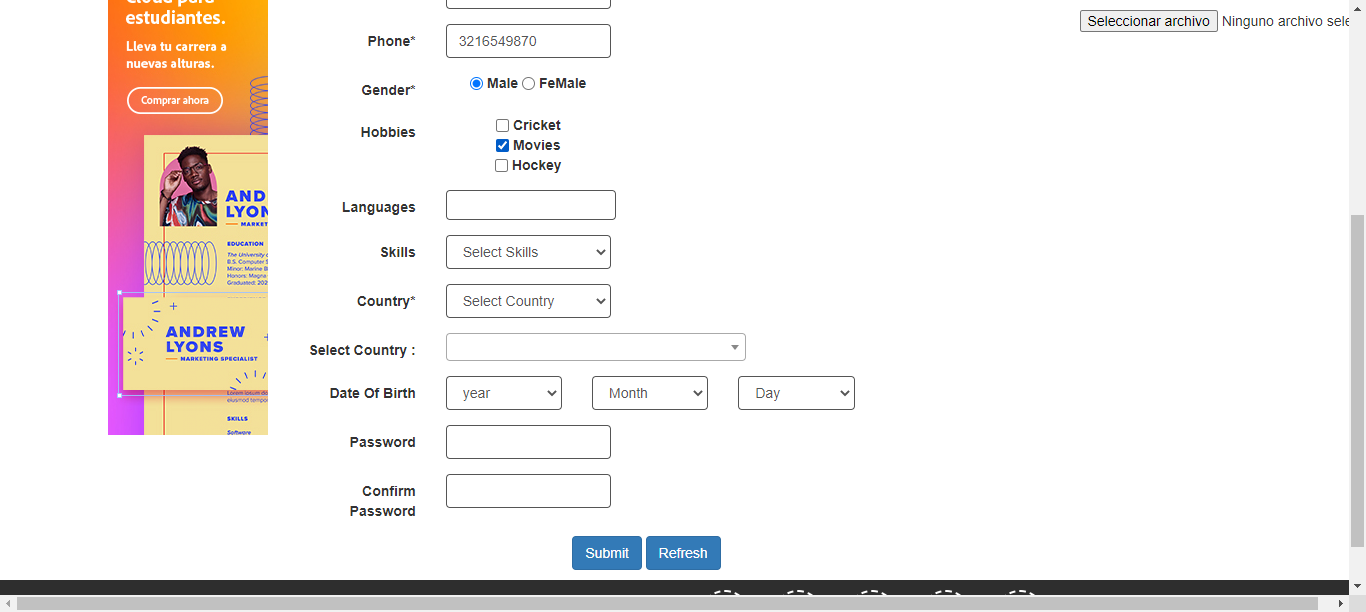 estudiantes.
Lleva tu carrera a
nuevas alturas.
Comprar ahora
AND
LYON
MARKET
EDUCATION
The University o
B.S. Computer S
Minor: Marine B
Honors: Magna
Graduated: 202
ANDREW
LYONS
MARKETING SPECIALIST
Lorem ipsum do
eiusmod tempo
SKILLS
Software
Seleccionar archivo Ninguno archivo sele
Phone* 3216549870
Gender* Male FeMale
Hobbies Cricket
Movies
Hockey
Languages
Skills Select Skills
Country* Select Country
Select Country :
Date Of Birth year Month Day
Password
Confirm
Password
Submit Refresh